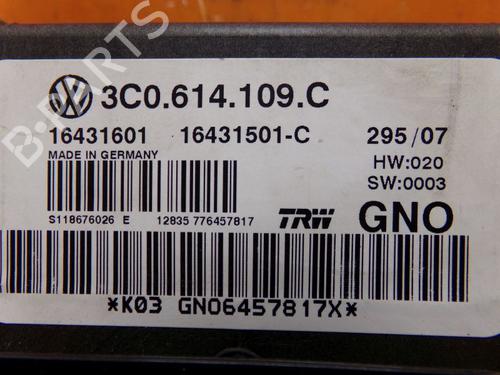 3C0.614.109.C
16431601 16431501-C 295/07
MADE IN GERMANY HW:020
SW:0003
S118676026 E 12835 776457817 TRW GNO
*K03 GNO6457817X*
B-PARTS